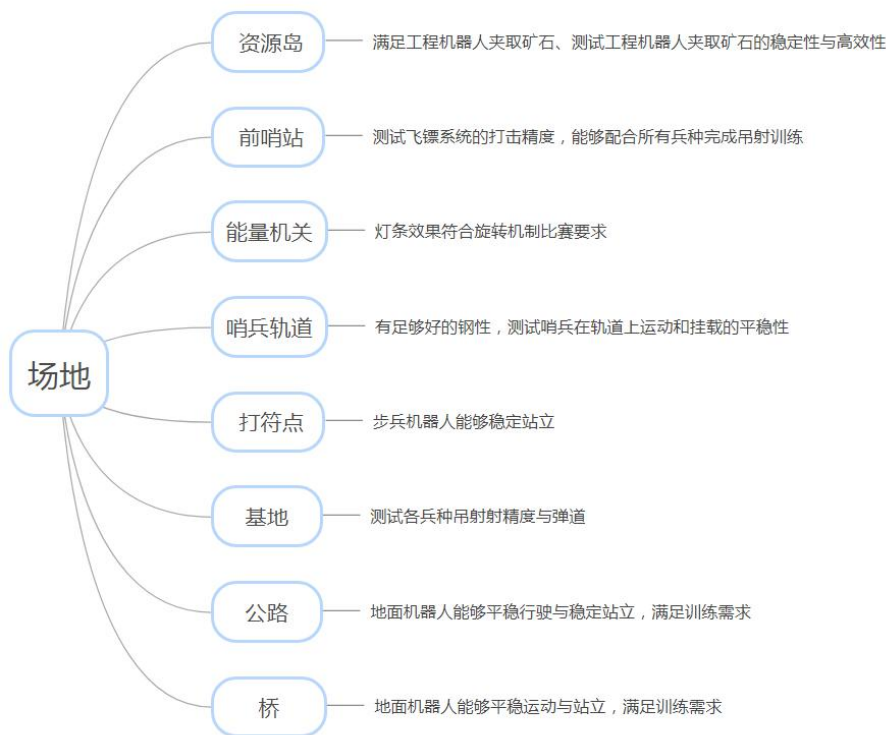 场地
资源岛
满足工程机器人夹取矿石、测试工程机器人夹取矿石的稳定性与高效性
前哨站
测试飞镖系统的打击精度，能够配合所有兵种完成吊射训练
能量机关
灯条效果符合旋转机制比赛要求
哨兵轨道
有足够好的钢性，测试哨兵在轨道上运动和挂载的平稳性
打符点
步兵机器人能够稳定站立
基地
测试各兵种吊射射精度与弹道
公路
地面机器人能够平稳行驶与稳定站立，满足训练需求
桥
地面机器人能够平稳运动与站立，满足训练需求